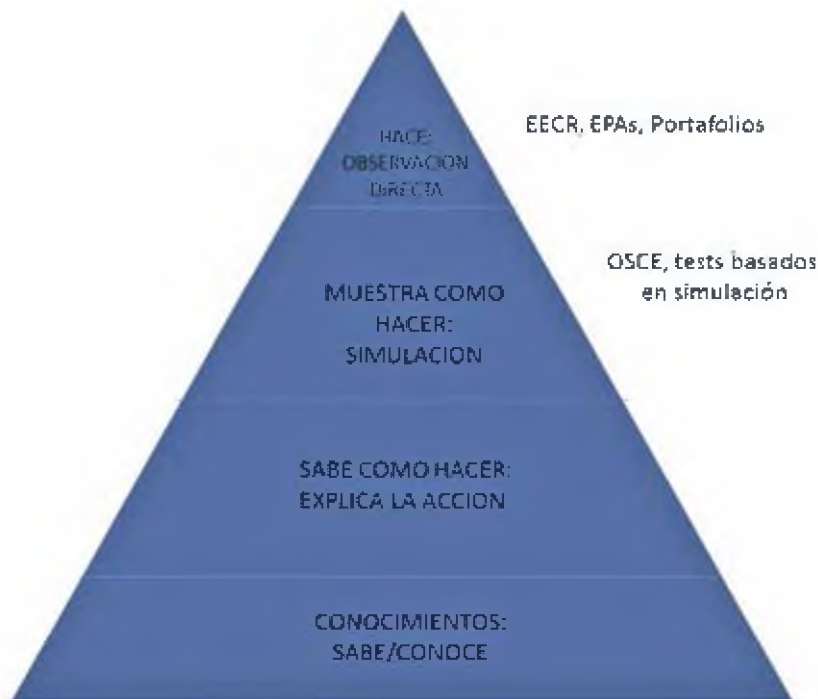 HACE:
OBSERVACION
DIRECTA
EECR, EPAs, Portafolios
OSCE, tests basados
en simulación
MUESTRA COMO
HACER:
SIMULACION
SABE COMO HACER:
EXPLICA LA ACCION
CONOCIMIENTOS:
SABE/CONOCE